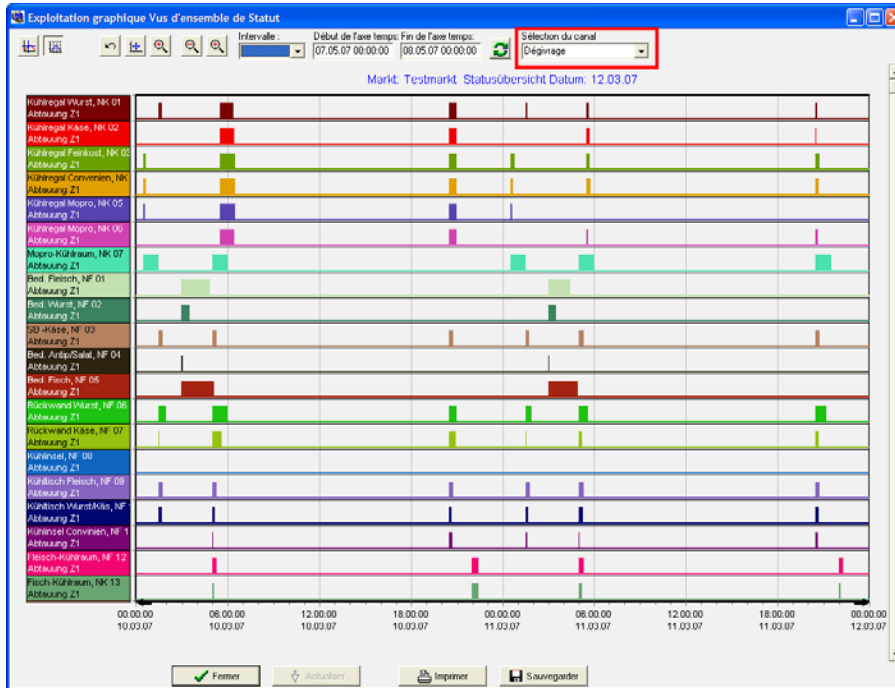 Exploitation graphique Vus d'ensemble de Statut
Intervalle :
Début de l'axe temps:
Fin de l'axe temps:
Sélection du canal
07.05.07 00:00:00
08.05.07 00:00:00
Dégivrage
Markt: Testmarkt Statusübersicht Datum: 12.03.07
Kühlregal Wurst, NK 01
Abtauung Z1
Kühlregal Käse, NK 02
Abtauung Z1
Kühlregal Feinkost, NK 03
Abtauung Z1
Kühlregal Convenien, NK
Abtauung Z1
Kühlregal Mopro, NK 05
Abtauung Z1
Kühlregal Mopro, NK 06
Abtauung Z1
Mopro-Kühlraum, NK 07
Abtauung Z1
Bed. Fleisch, NF 01
Abtauung Z1
Bed. Wurst, NF 02
Abtauung Z1
SB -Käse, NF 03
Abtauung Z1
Bed. Antip/Salat, NF 04
Abtauung Z1
Bed. Fisch, NF 05
Abtauung Z1
Rückwand Wurst, NF 06
Abtauung Z1
Rückwand Käse, NF 07
Abtauung Z1
Kühlinsel, NF 08
Abtauung Z1
Kühltisch Fleisch, NF 09
Abtauung Z1
Kühltisch Wurst/Käs, NF
Abtauung Z1
Kühlinsel Convinien, NF 1
Abtauung Z1
Fleisch-Kühlraum, NF 12
Abtauung Z1
Fisch-Kühlraum, NK 13
Abtauung Z1
00:00:00 06:00:00 12:00:00 18:00:00 00:00:00 06:00:00 12:00:00 18:00:00 00:00:00
10.03.07 10.03.07 10.03.07 10.03.07 11.03.07 11.03.07 11.03.07 11.03.07 12.03.07
Fermer
Actualiser
Imprimer
Sauvegarder